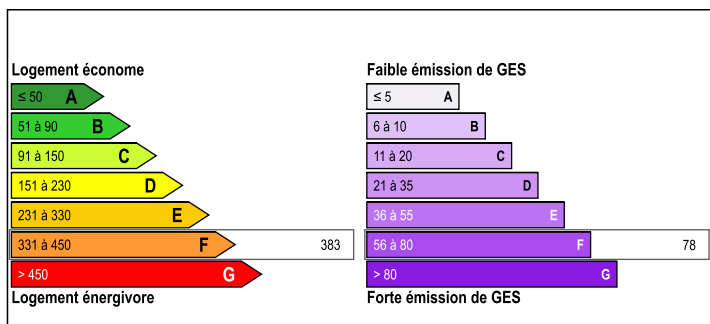 Logement économe
≤ 50 A
51 à 90 B
91 à 150 C
151 à 230 D
231 à 330 E
331 à 450 F 383
> 450 G
Logement énergivore
Faible émission de GES
≤ 5 A
6 à 10 B
11 à 20 C
21 à 35 D
36 à 55 E
56 à 80 F 78
> 80 G
Forte émission de GES